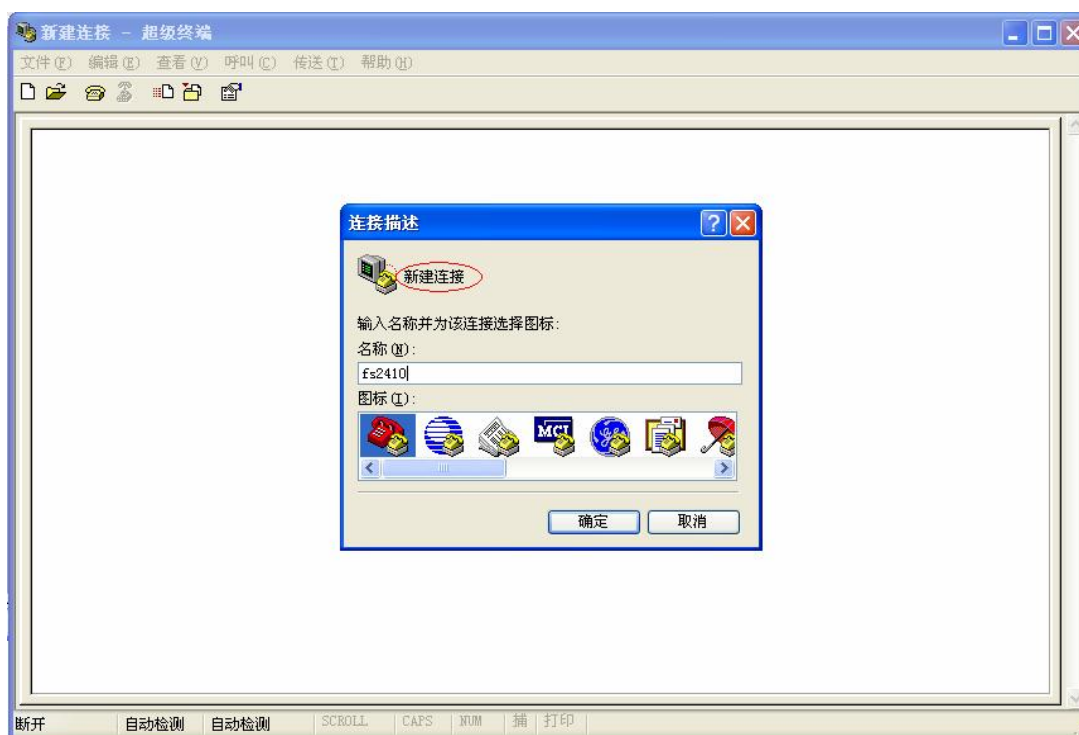 新建连接 - 超级终端
文件(F) 编辑(E) 查看(V) 呼叫(C) 传送(T) 帮助(H)
连接描述
新建连接
输入名称并为该连接选择图标:
名称(N):
fs2410
图标(I):
MCI
确定 取消
断开 自动检测 自动检测 SCROLL CAPS NUM 捕 打印